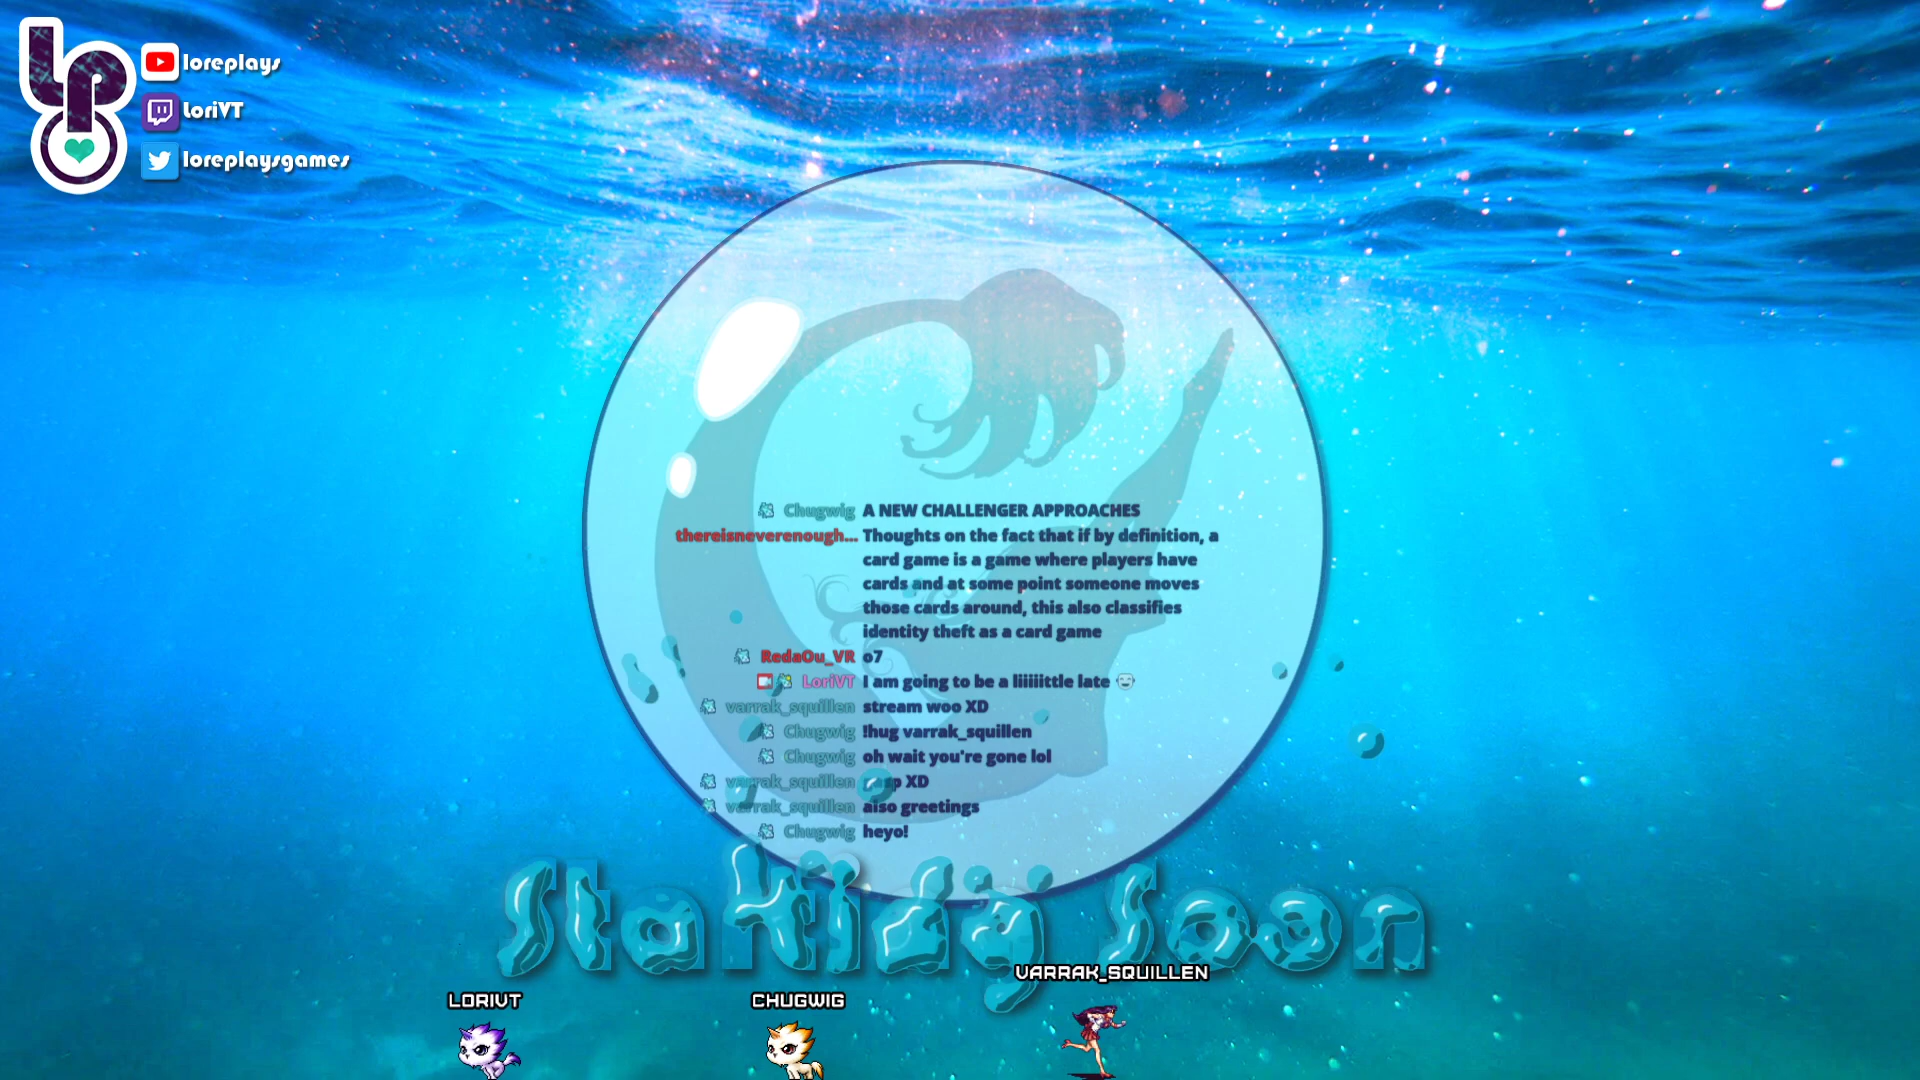 loreplays
LoriVT
loreplaysgames
Chugwig A NEW CHALLENGER APPROACHES
thereisneverenough... Thoughts on the fact that if by definition, a
card game is a game where players have
cards and at some point someone moves
those cards around, this also classifies
identity theft as a card game
RedaOu_VR o7
LoriVT I am going to be a liiiiiittle late
varrak_squillen stream woo XD
Chugwig !hug varrak_squillen
Chugwig oh wait you're gone lol
varrak_squillen XD
varrak_squillen also greetings
Chugwig heyo!
Starting Soon
VARRAK_SQUILLEN
LORIVT
CHUGWIG